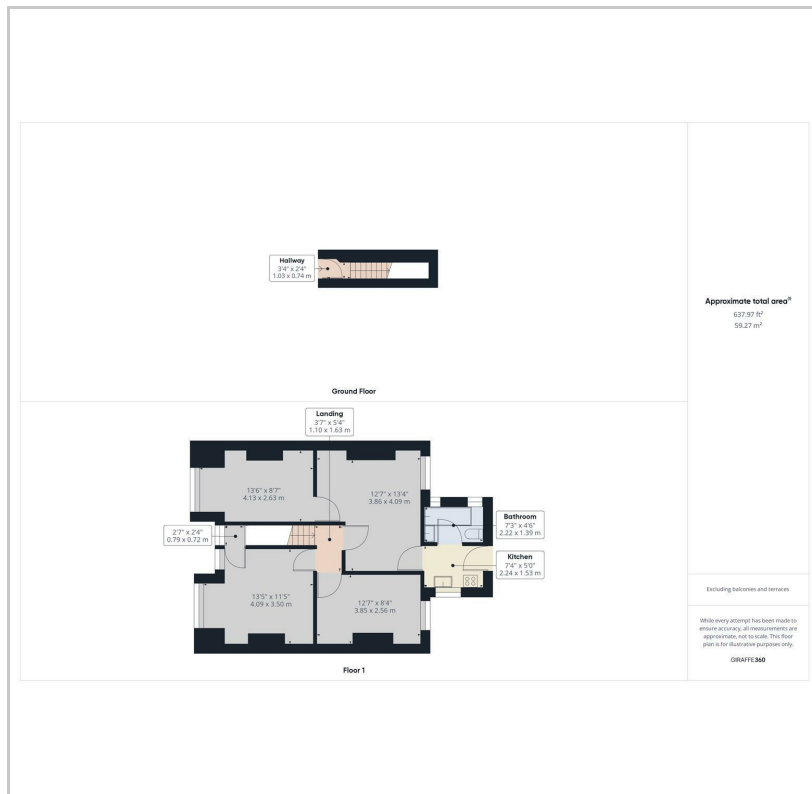 Hallway
3'4" x 2'4"
1.03 x 0.74 m
Ground Floor
Approximate total area(1)
637.97 ft²
59.27 m²
Landing
3'7" x 5'4"
1.10 x 1.63 m
13'6" x 8'7"
4.13 x 2.63 m
12'7" x 13'4"
3.86 x 4.09 m
2'7" x 2'4"
0.79 x 0.72 m
Bathroom
7'3" x 4'6"
2.22 x 1.39 m
Kitchen
7'4" x 5'0"
2.24 x 1.53 m
13'5" x 11'5"
4.09 x 3.50 m
12'7" x 8'4"
3.85 x 2.56 m
Floor 1
Excluding balconies and terraces
While every attempt has been made to
ensure accuracy, all measurements are
approximate, not to scale. This floor
plan is for illustrative purposes only.
GIRAFFE360